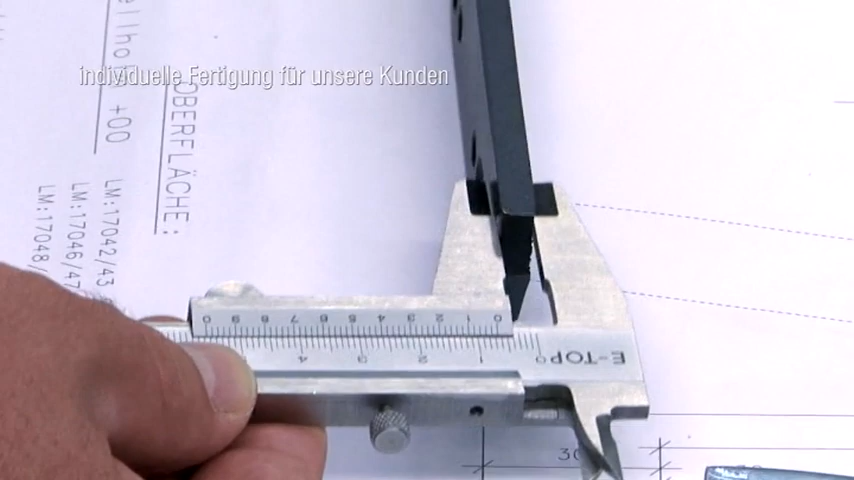 individuelle Fertigung für unsere Kunden
+00
OBERFLÄCHE:
LM:17042/43
LM:17046/47
LM:17048/
0 1 2 3 4 5 6 7 8 9 0
0 1 2 3 4
E-TOP